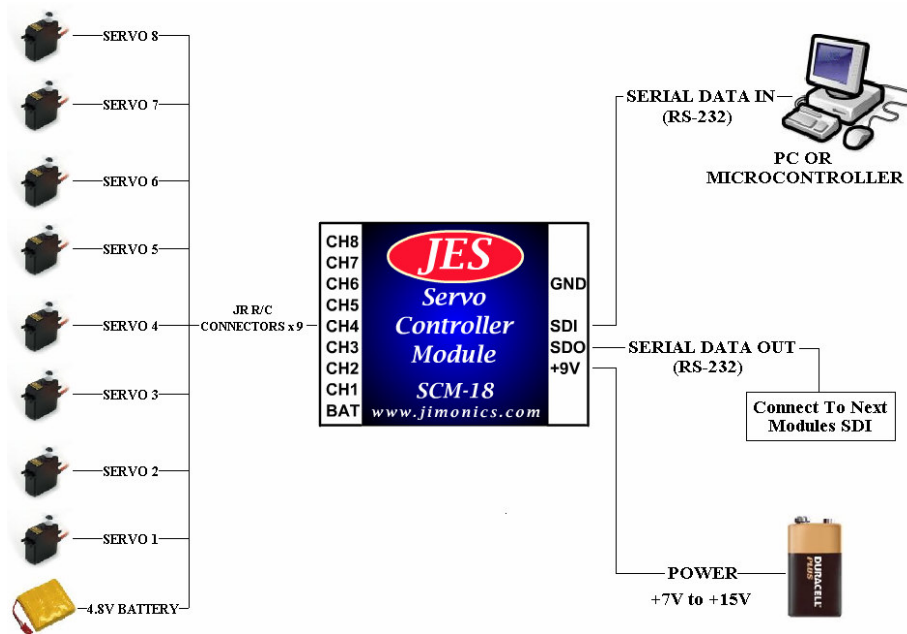 SERVO 8
SERVO 7
SERVO 6
SERVO 5
SERVO 4
SERVO 3
SERVO 2
SERVO 1
4.8V BATTERY
JR R/C
CONNECTORS x 9
CH8
CH7
CH6
CH5
CH4
CH3
CH2
CH1
BAT
JES
Servo
Controller
Module
SCM-18
www.jimonics.com
GND
SDI
SDO
+9V
SERIAL DATA IN
(RS-232)
PC OR
MICROCONTROLLER
SERIAL DATA OUT
(RS-232)
Connect To Next
Modules SDI
POWER
+7V to +15V
DURACELL
PLUS